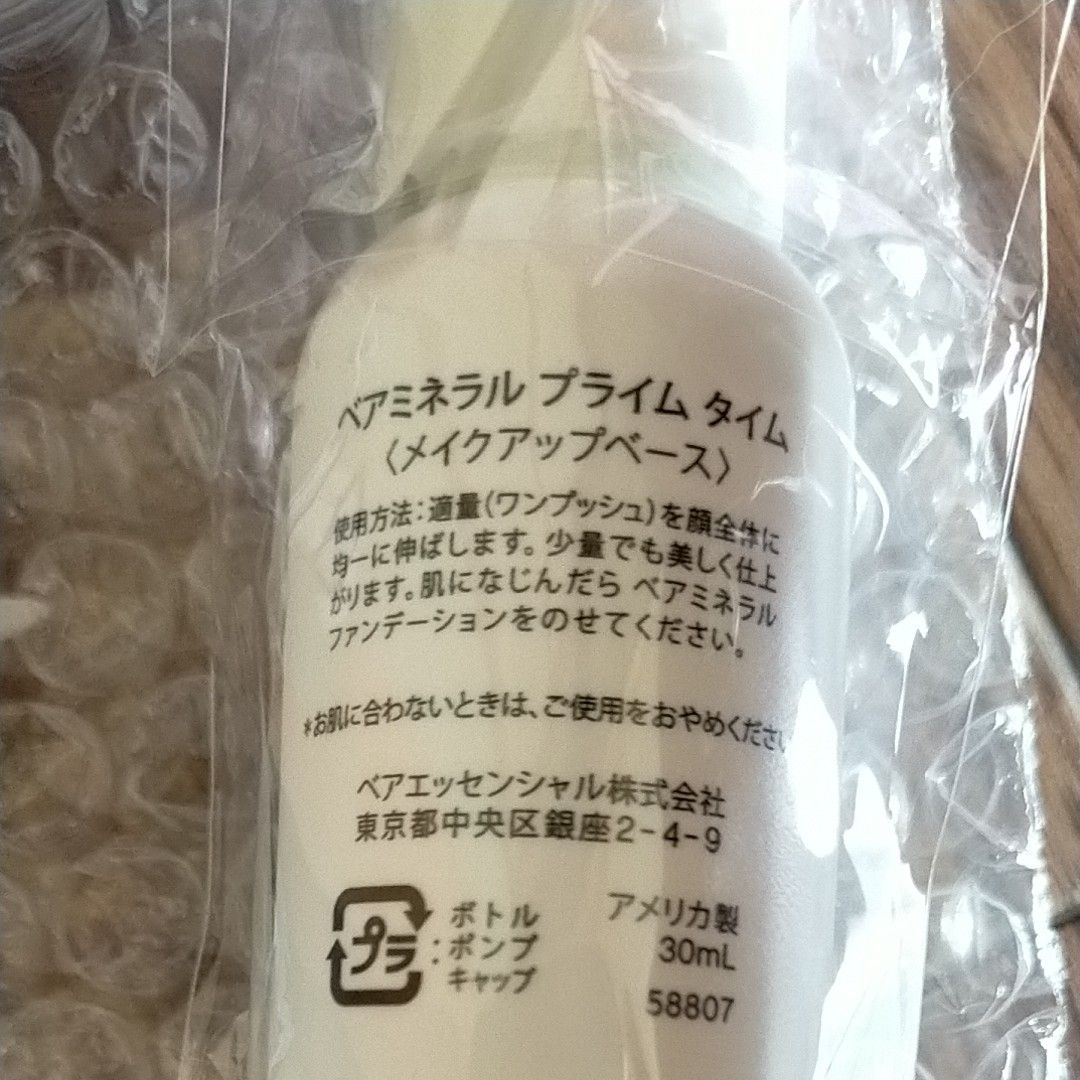 ベアミネラル プライム タイム
〈メイクアップベース〉
使用方法:適量(ワンプッシュ)を顔全体に
均一に伸ばします。少量でも美しく仕上
がります。肌になじんだら ベアミネラル
ファンデーションをのせてください。
*お肌に合わないときは、ご使用をおやめください
ベアエッセンシャル株式会社
東京都中央区銀座2-4-9
プラ
:
ボトル
ポンプ
キャップ
アメリカ製
30mL
58807